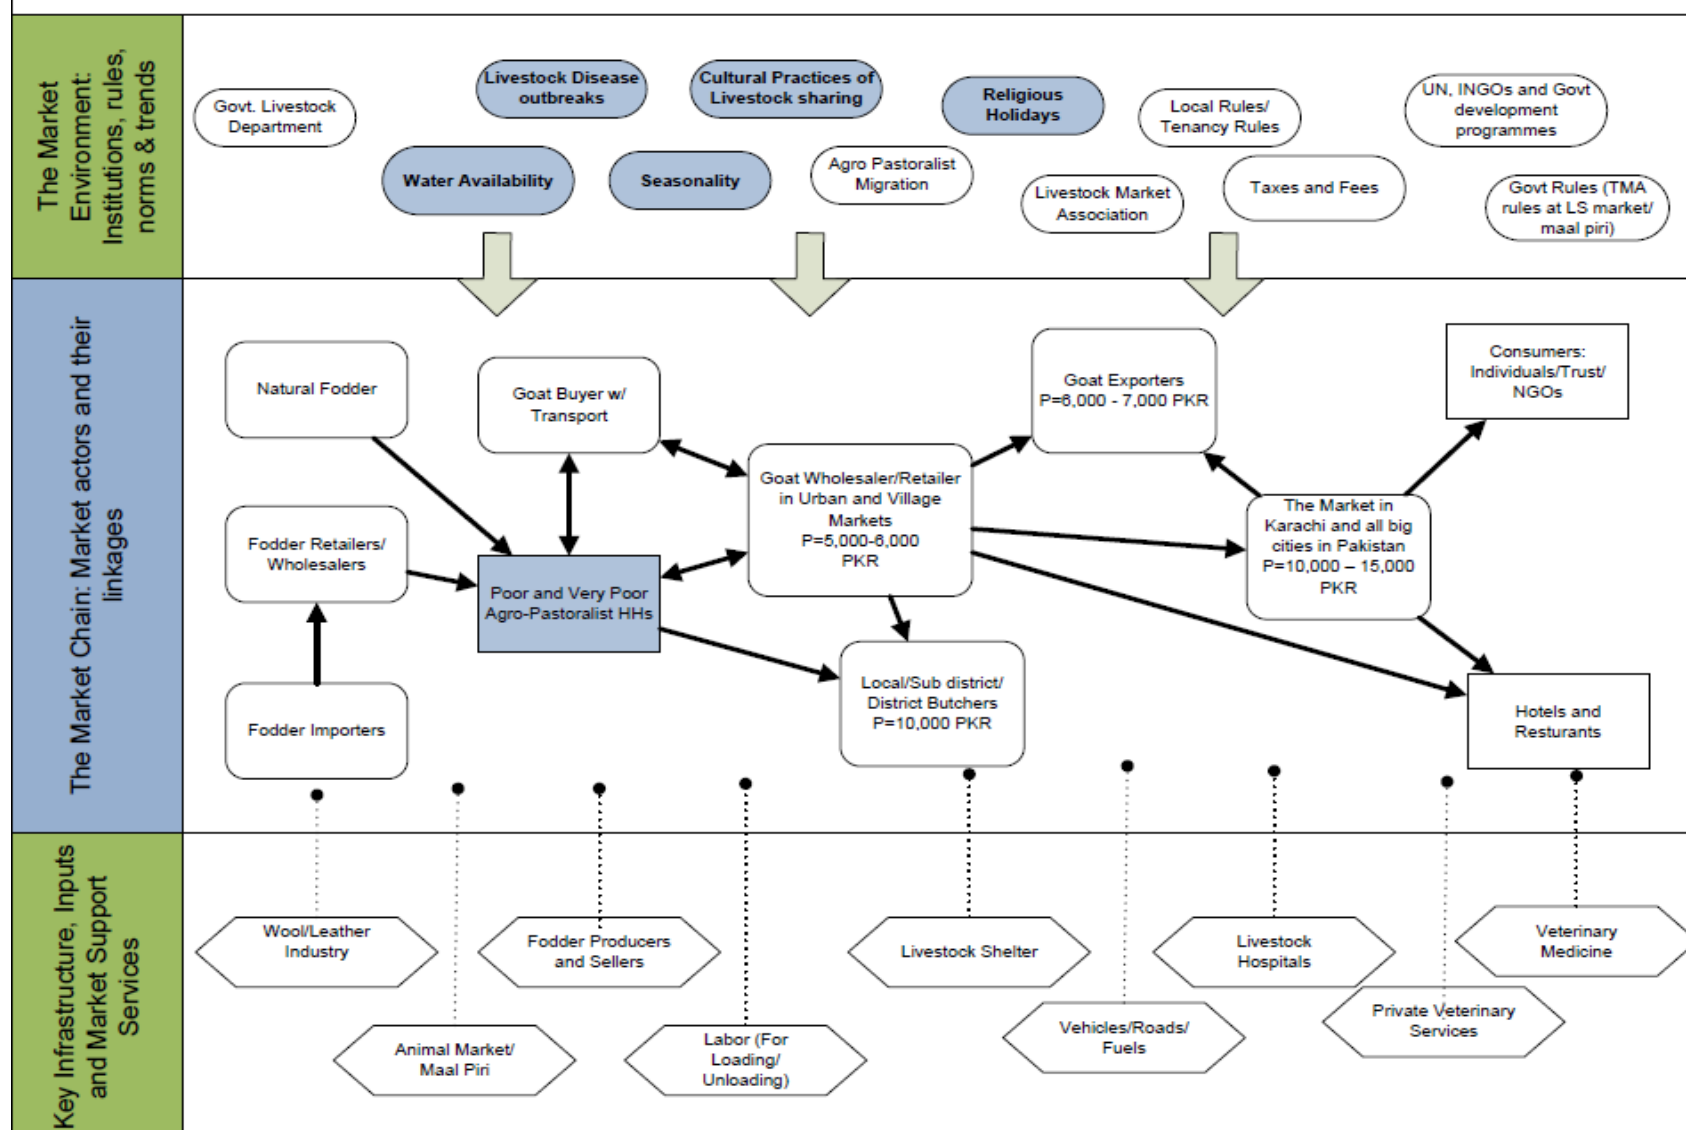 The Market
Environment:
Institutions, rules,
norms & trends
Govt. Livestock
Department
Livestock Disease
outbreaks
Cultural Practices of
Livestock sharing
Religious
Holidays
Local Rules/
Tenancy Rules
UN, INGOs and Govt
development
programmes
Water Availability
Seasonality
Agro Pastoralist
Migration
Livestock Market
Association
Taxes and Fees
Govt Rules (TMA
rules at LS market/
maal piri)
The Market Chain: Market actors and their
linkages
Natural Fodder
Goat Buyer w/
Transport
Goat Exporters
P=6,000 - 7,000 PKR
Consumers:
Individuals/Trust/
NGOs
Fodder Retailers/
Wholesalers
Poor and Very Poor
Agro-Pastoralist HHs
Goat Wholesaler/Retailer
in Urban and Village
Markets
P=5,000-6,000
PKR
The Market in
Karachi and all big
cities in Pakistan
P=10,000 – 15,000
PKR
Fodder Importers
Local/Sub district/
District Butchers
P=10,000 PKR
Hotels and
Resturants
Key Infrastructure, Inputs
and Market Support
Services
Wool/Leather
Industry
Fodder Producers
and Sellers
Livestock Shelter
Livestock
Hospitals
Veterinary
Medicine
Animal Market/
Maal Piri
Labor (For
Loading/
Unloading)
Vehicles/Roads/
Fuels
Private Veterinary
Services